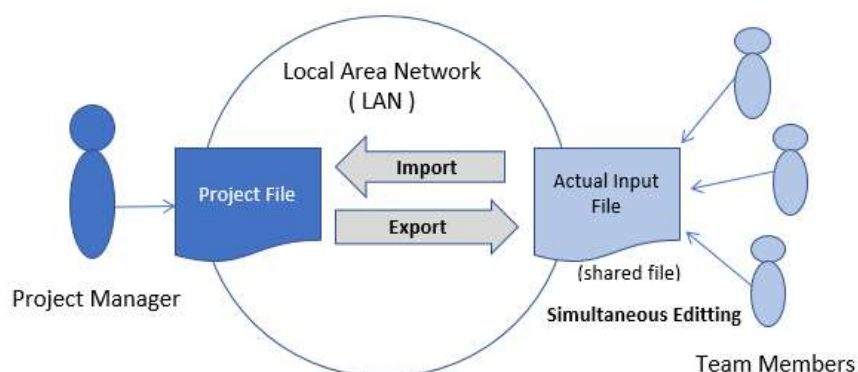 Local Area Network
( LAN )
Import
Project File
Actual Input
File
Export
(shared file)
Project Manager
Simultaneous Editting
Team Members